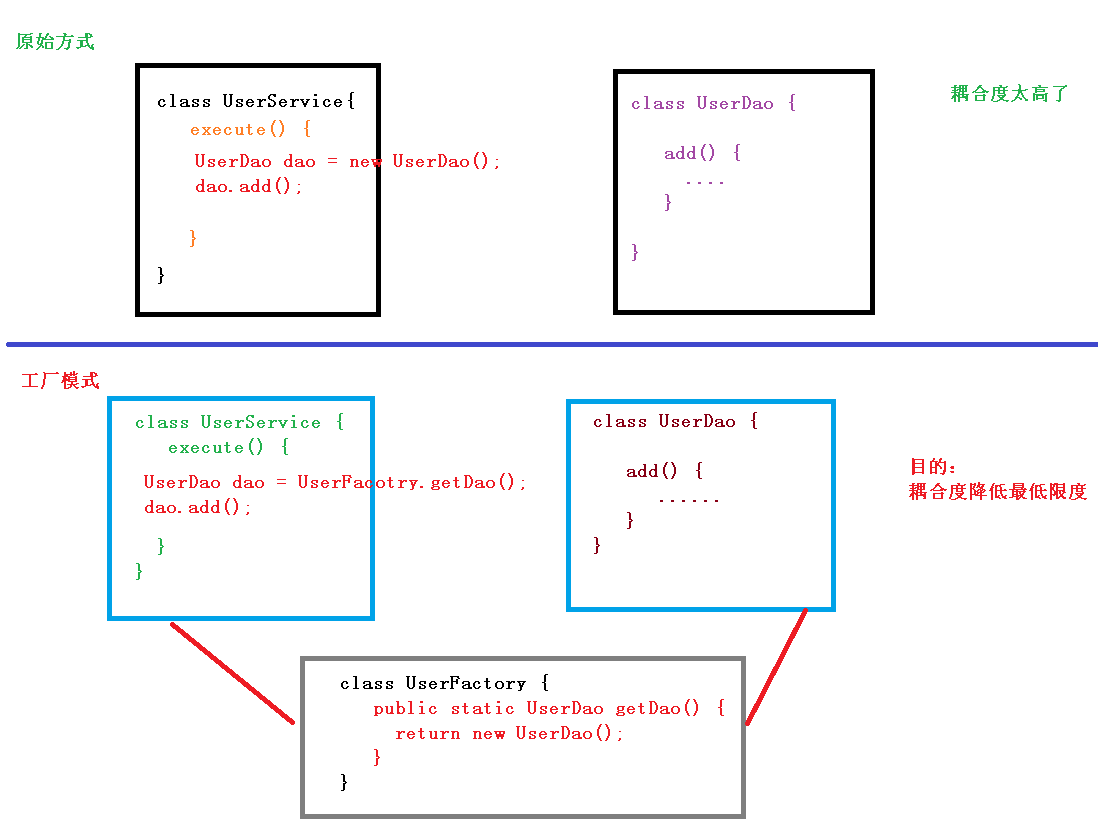 原始方式
class UserService{
execute() {
UserDao dao = new UserDao();
dao.add();
}
}
class UserDao {
add() {
....
}
}
耦合度太高了
工厂模式
class UserService {
execute() {
UserDao dao = UserFacotry.getDao();
dao.add();
}
}
class UserDao {
add() {
......
}
}
目的:
耦合度降低最低限度
class UserFactory {
public static UserDao getDao() {
return new UserDao();
}
}